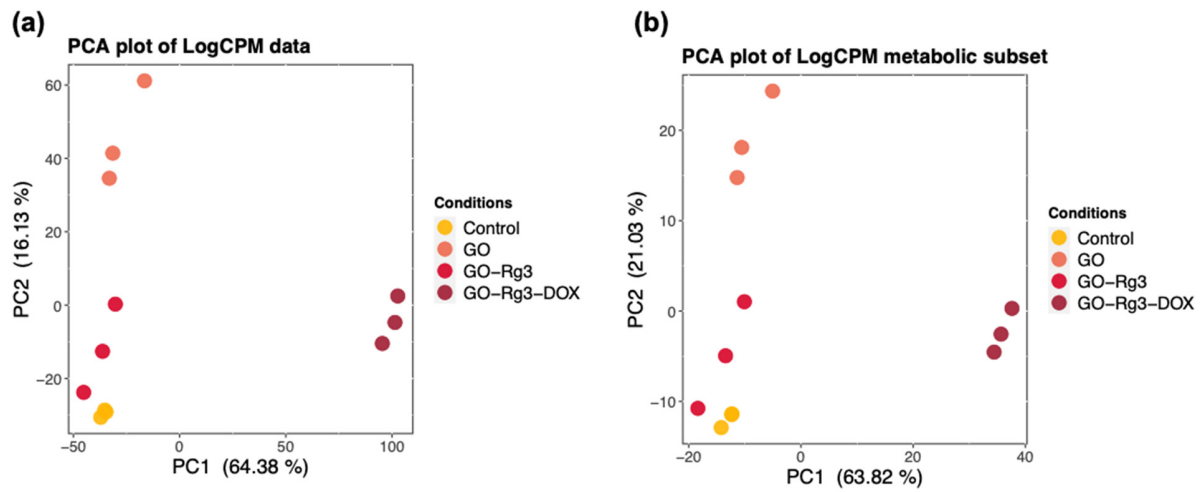 (a)
PCA plot of LogCPM data
60
40
20
0
−20
−50
0
50
100
PC2 (16.13 %)
PC1 (64.38 %)
Conditions
Control
GO
GO−Rg3
GO−Rg3−DOX
(b)
PCA plot of LogCPM metabolic subset
20
10
0
−10
−20
0
20
40
PC2 (21.03 %)
PC1 (63.82 %)
Conditions
Control
GO
GO−Rg3
GO−Rg3−DOX